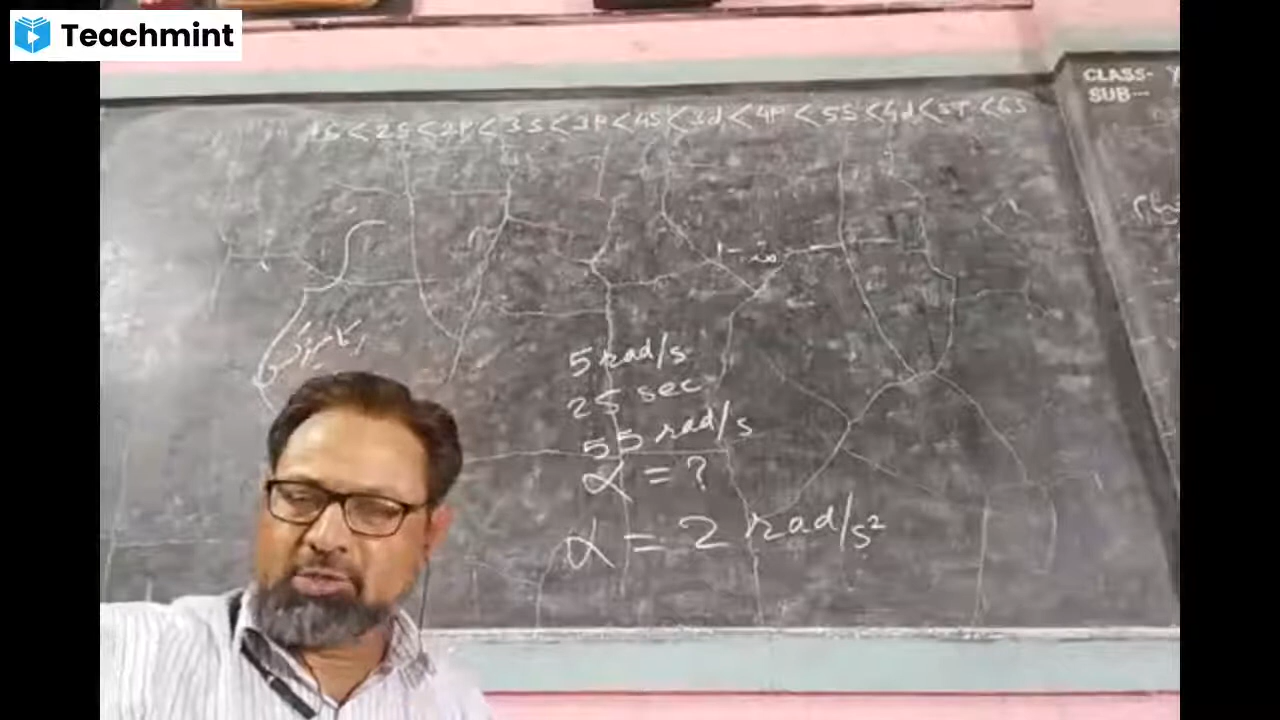 Teachmint
CLASS-
SUB--
1S < 2S < 2P < 3S < 3P < 4S < 3d < 4P < 5S < 4d < 5P < 6S
5 rad/s
25 sec
55 rad/s
α = ?
α = 2 rad/s²